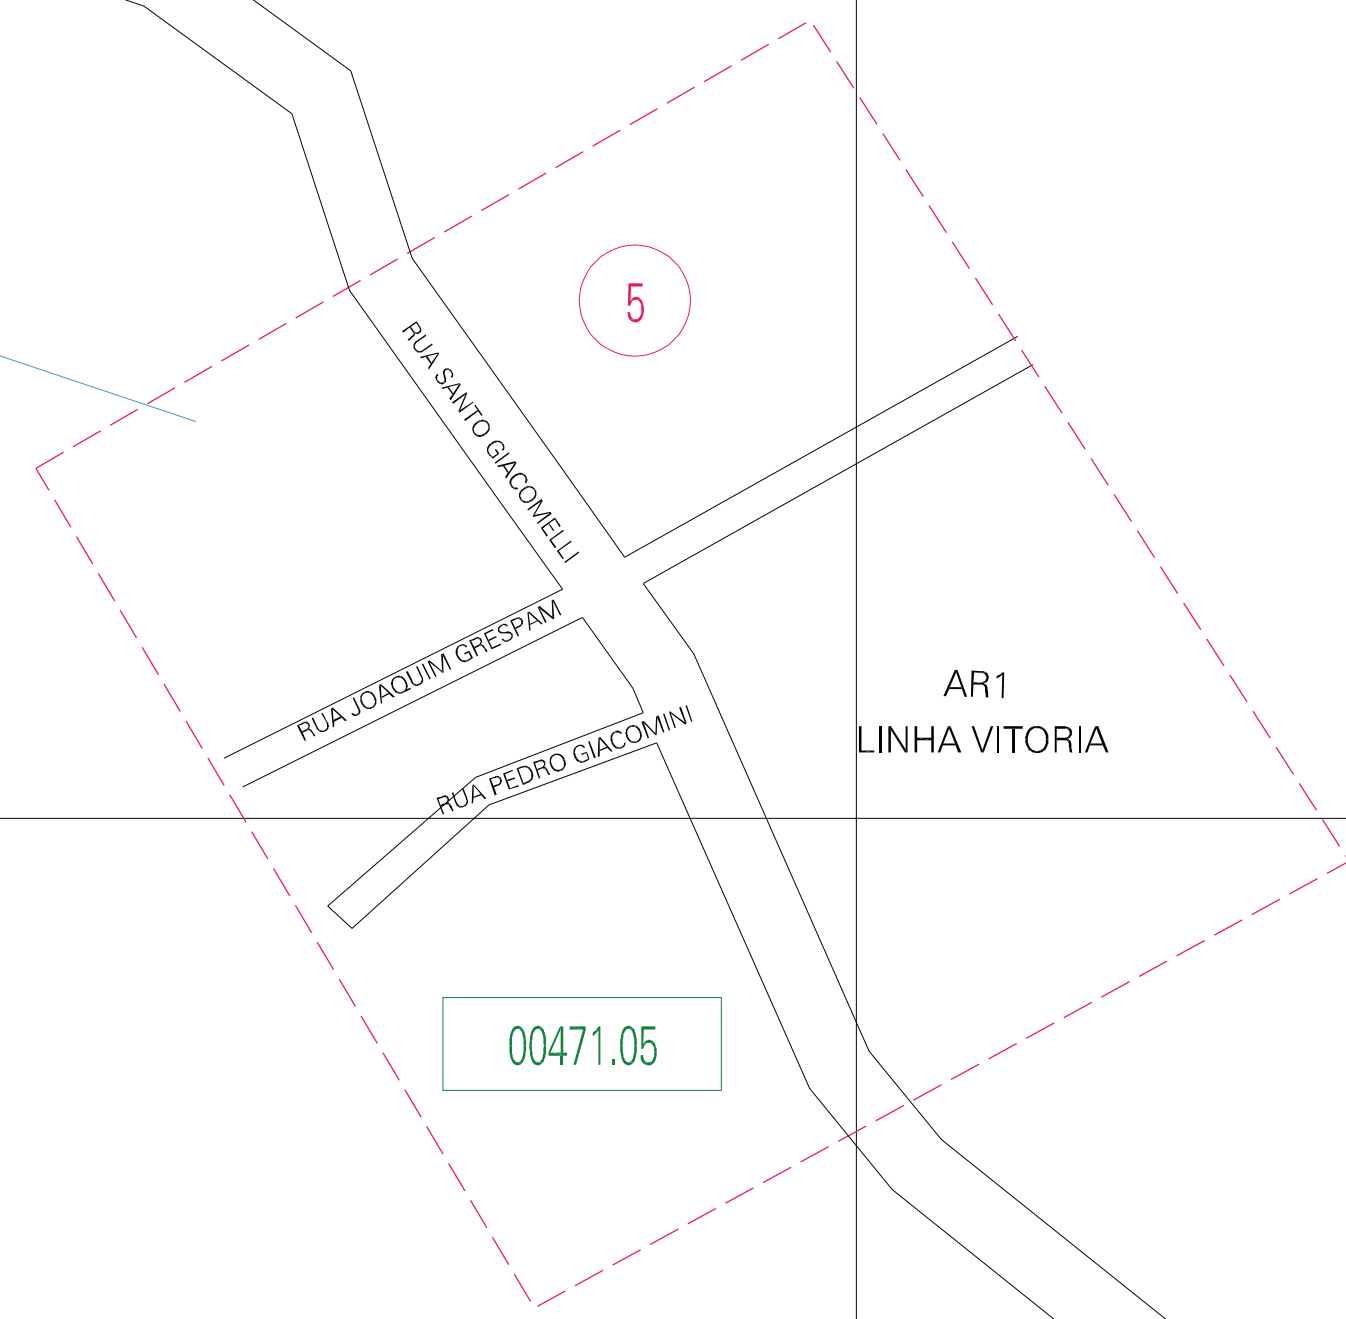 5
RUA SANTO GIACOMELLI
RUA JOAQUIM GRESPAM
AR1
LINHA VITORIA
RUA PEDRO GIACOMINI
00471.05